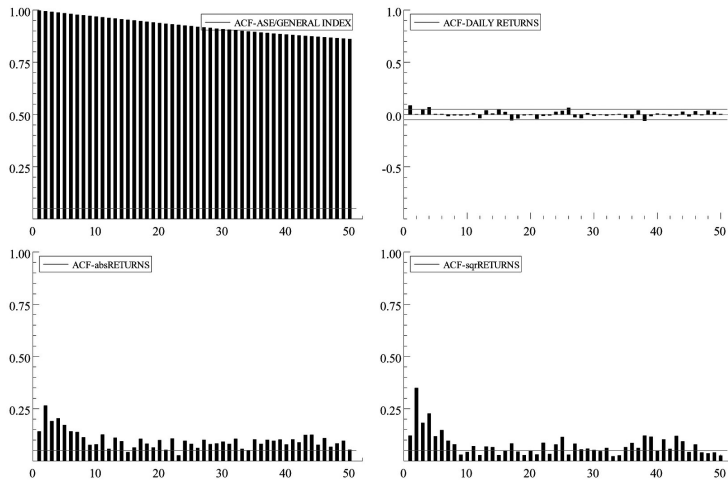 1.00
ACF-ASE/GENERAL INDEX
0.75
0.50
0.25
0 10 20 30 40 50
1.0
ACF-DAILY RETURNS
0.5
0.0
-0.5
0 10 20 30 40 50
1.00
ACF-absRETURNS
0.75
0.50
0.25
0 10 20 30 40 50
1.00
ACF-sqrRETURNS
0.75
0.50
0.25
0 10 20 30 40 50